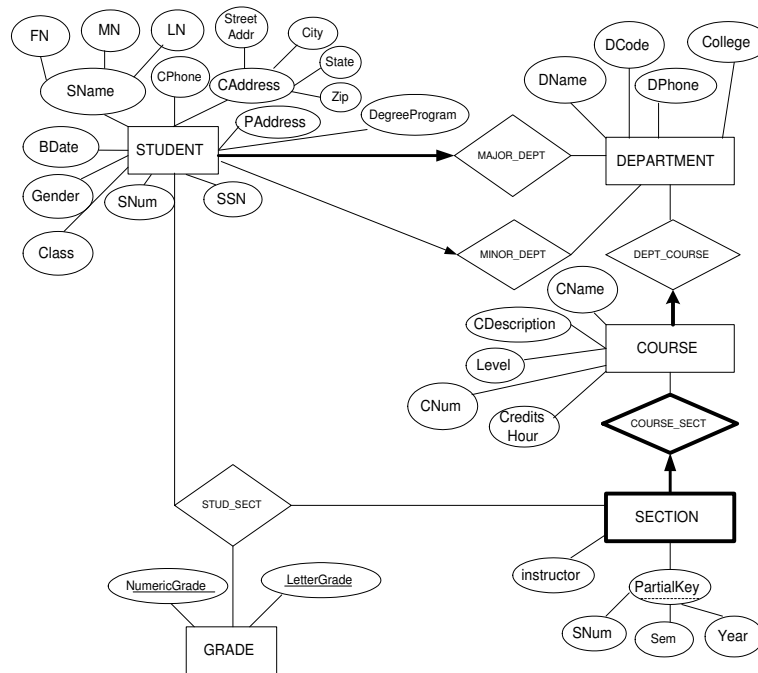 FN
MN
LN
Street
Addr
City
State
Zip
SName
CPhone
CAddress
PAddress
DegreeProgram
BDate
STUDENT
Gender
SNum
SSN
Class
DCode
College
DName
DPhone
MAJOR_DEPT
DEPARTMENT
MINOR_DEPT
DEPT_COURSE
CName
CDescription
COURSE
Level
CNum
Credits
Hour
COURSE_SECT
STUD_SECT
SECTION
instructor
PartialKey
SNum
Sem
Year
NumericGrade
LetterGrade
GRADE